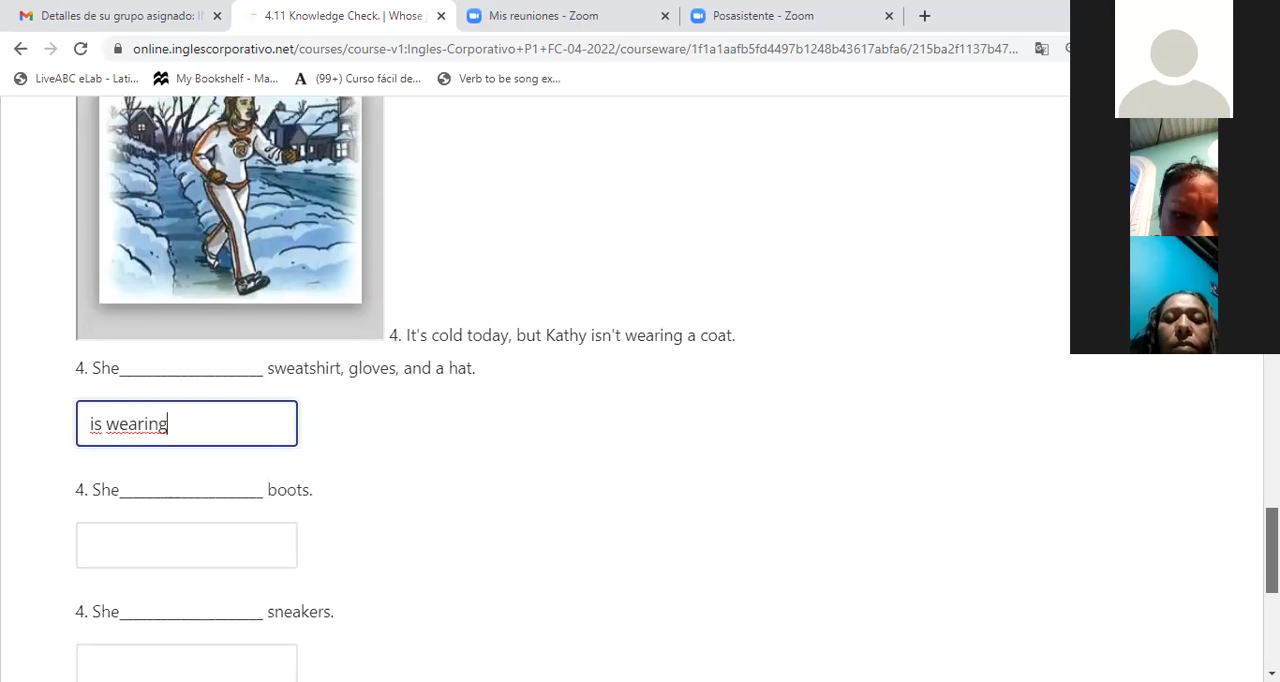 Detalles de su grupo asignado: I
4.11 Knowledge Check. | Whose
Mis reuniones - Zoom
Posasistente - Zoom
online.inglescorporativo.net/courses/course-v1:Ingles-Corporativo+P1+FC-04-2022/courseware/1f1a1aafb5fd4497b1248b43617abfa6/215ba2f1137b47...
LiveABC eLab - Lati...
My Bookshelf - Ma...
(99+) Curso fácil de...
Verb to be song ex...
4. It's cold today, but Kathy isn't wearing a coat.
4. She___________________ sweatshirt, gloves, and a hat.
is wearing
4. She___________________ boots.
4. She___________________ sneakers.